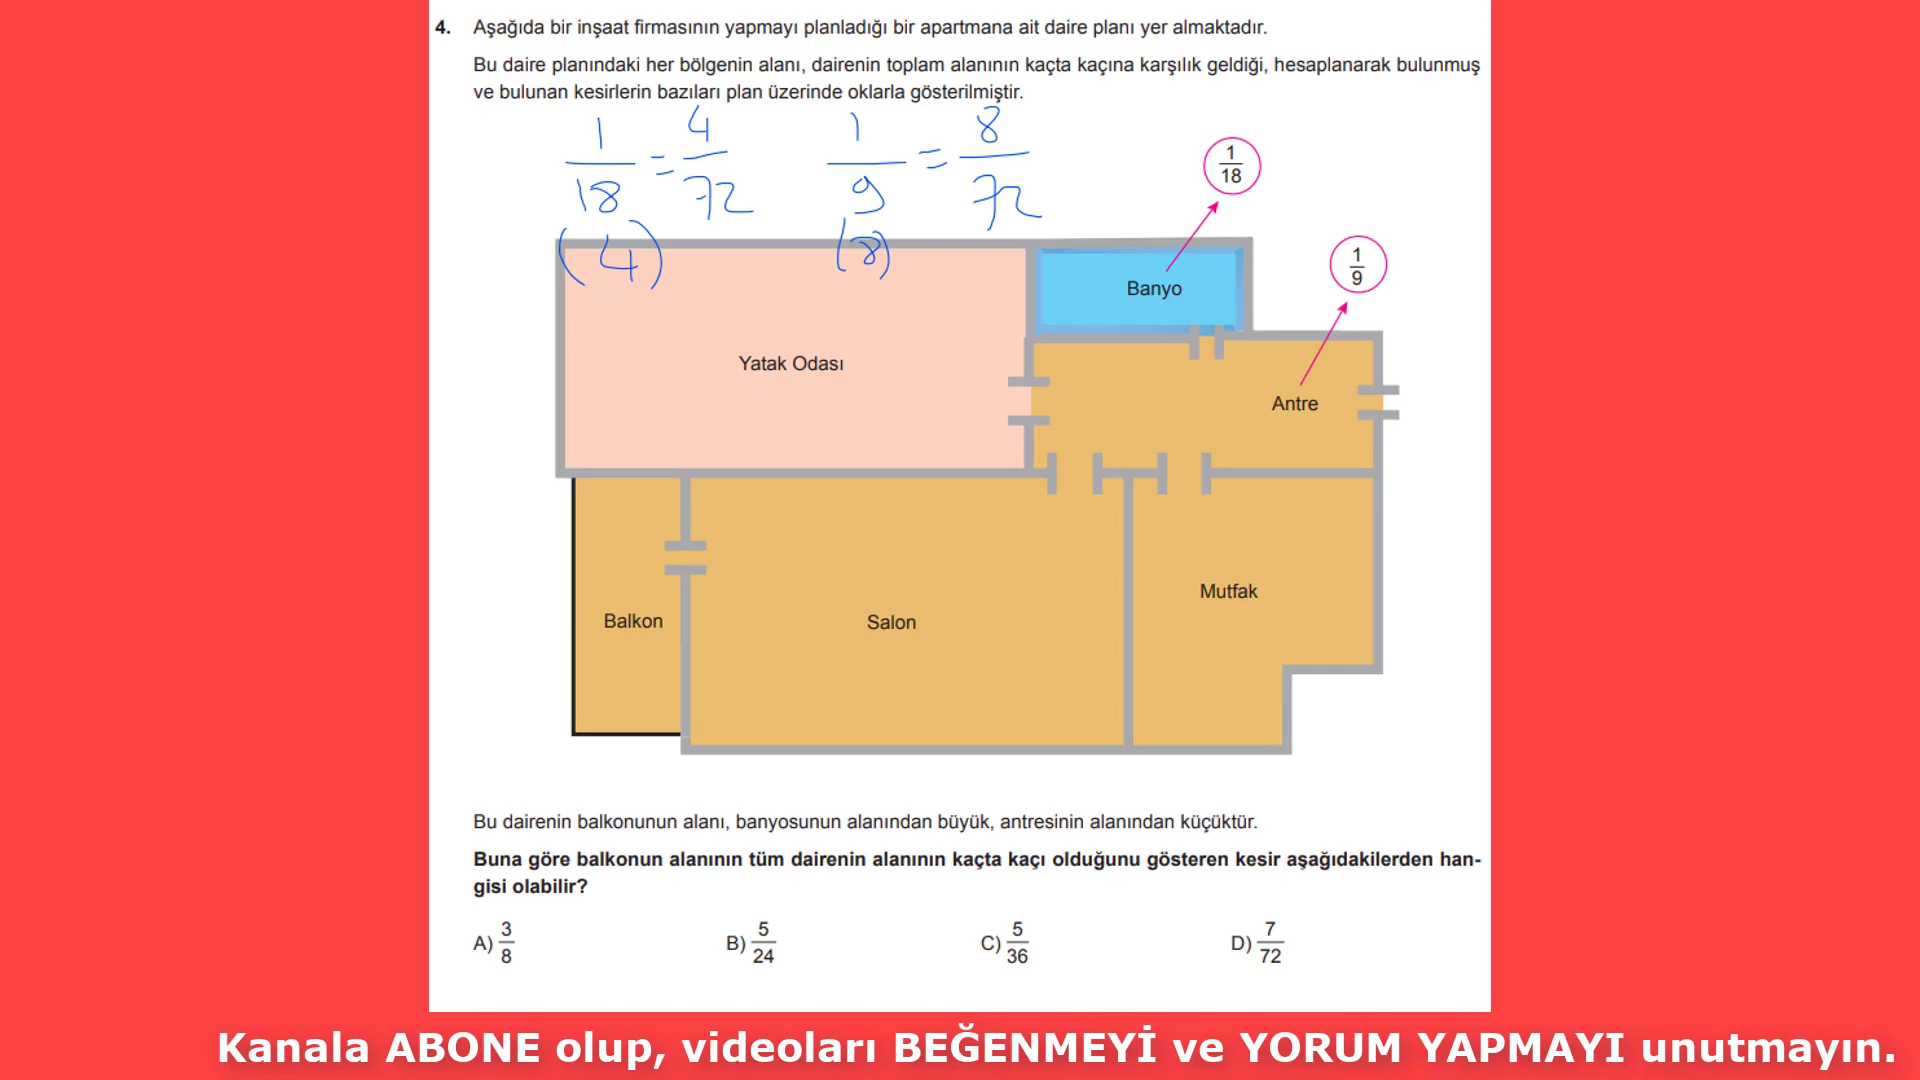 4. Aşağıda bir inşaat firmasının yapmayı planladığı bir apartmana ait daire planı yer almaktadır.
Bu daire planındaki her bölgenin alanı, dairenin toplam alanının kaçta kaçına karşılık geldiği, hesaplanarak bulunmuş
ve bulunan kesirlerin bazıları plan üzerinde oklarla gösterilmiştir.
1/18 = 4/72 1/9 = 8/72
(4) (8)
1/18
1/9
Banyo
Yatak Odası
Antre
Mutfak
Balkon
Salon
Bu dairenin balkonunun alanı, banyosunun alanından büyük, antresinin alanından küçüktür.
Buna göre balkonun alanının tüm dairenin alanının kaçta kaçı olduğunu gösteren kesir aşağıdakilerden han-
gisi olabilir?
A) 3/8 B) 5/24 C) 5/36 D) 7/72
Kanala ABONE olup, videoları BEĞENMEYİ ve YORUM YAPMAYI unutmayın.